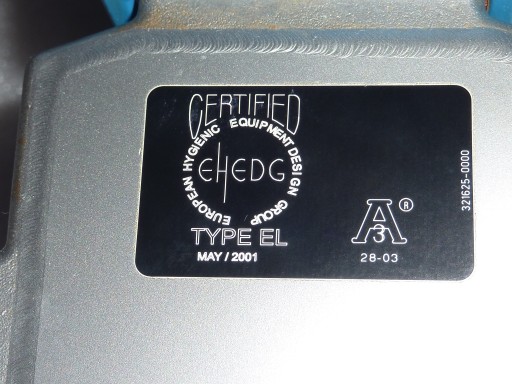 CERTIFIED
EUROPEAN HYGIENIC EQUIPMENT DESIGN GROUP
EHEDG
TYPE EL
MAY / 2001
A®
3
28-03
321625-0000